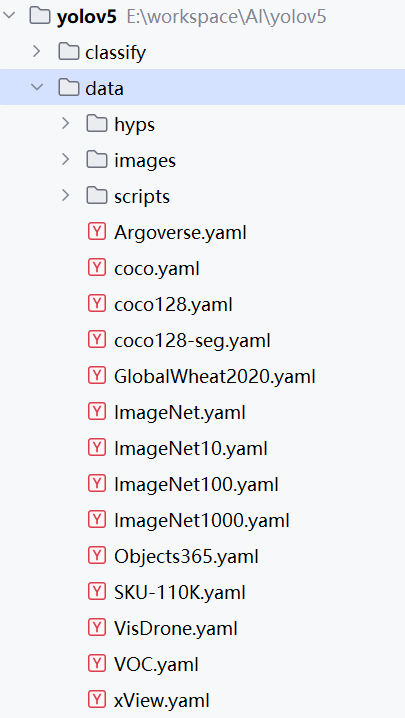 yolov5 E:\workspace\AI\yolov5
classify
data
hyps
images
scripts
Argoverse.yaml
coco.yaml
coco128.yaml
coco128-seg.yaml
GlobalWheat2020.yaml
ImageNet.yaml
ImageNet10.yaml
ImageNet100.yaml
ImageNet1000.yaml
Objects365.yaml
SKU-110K.yaml
VisDrone.yaml
VOC.yaml
xView.yaml